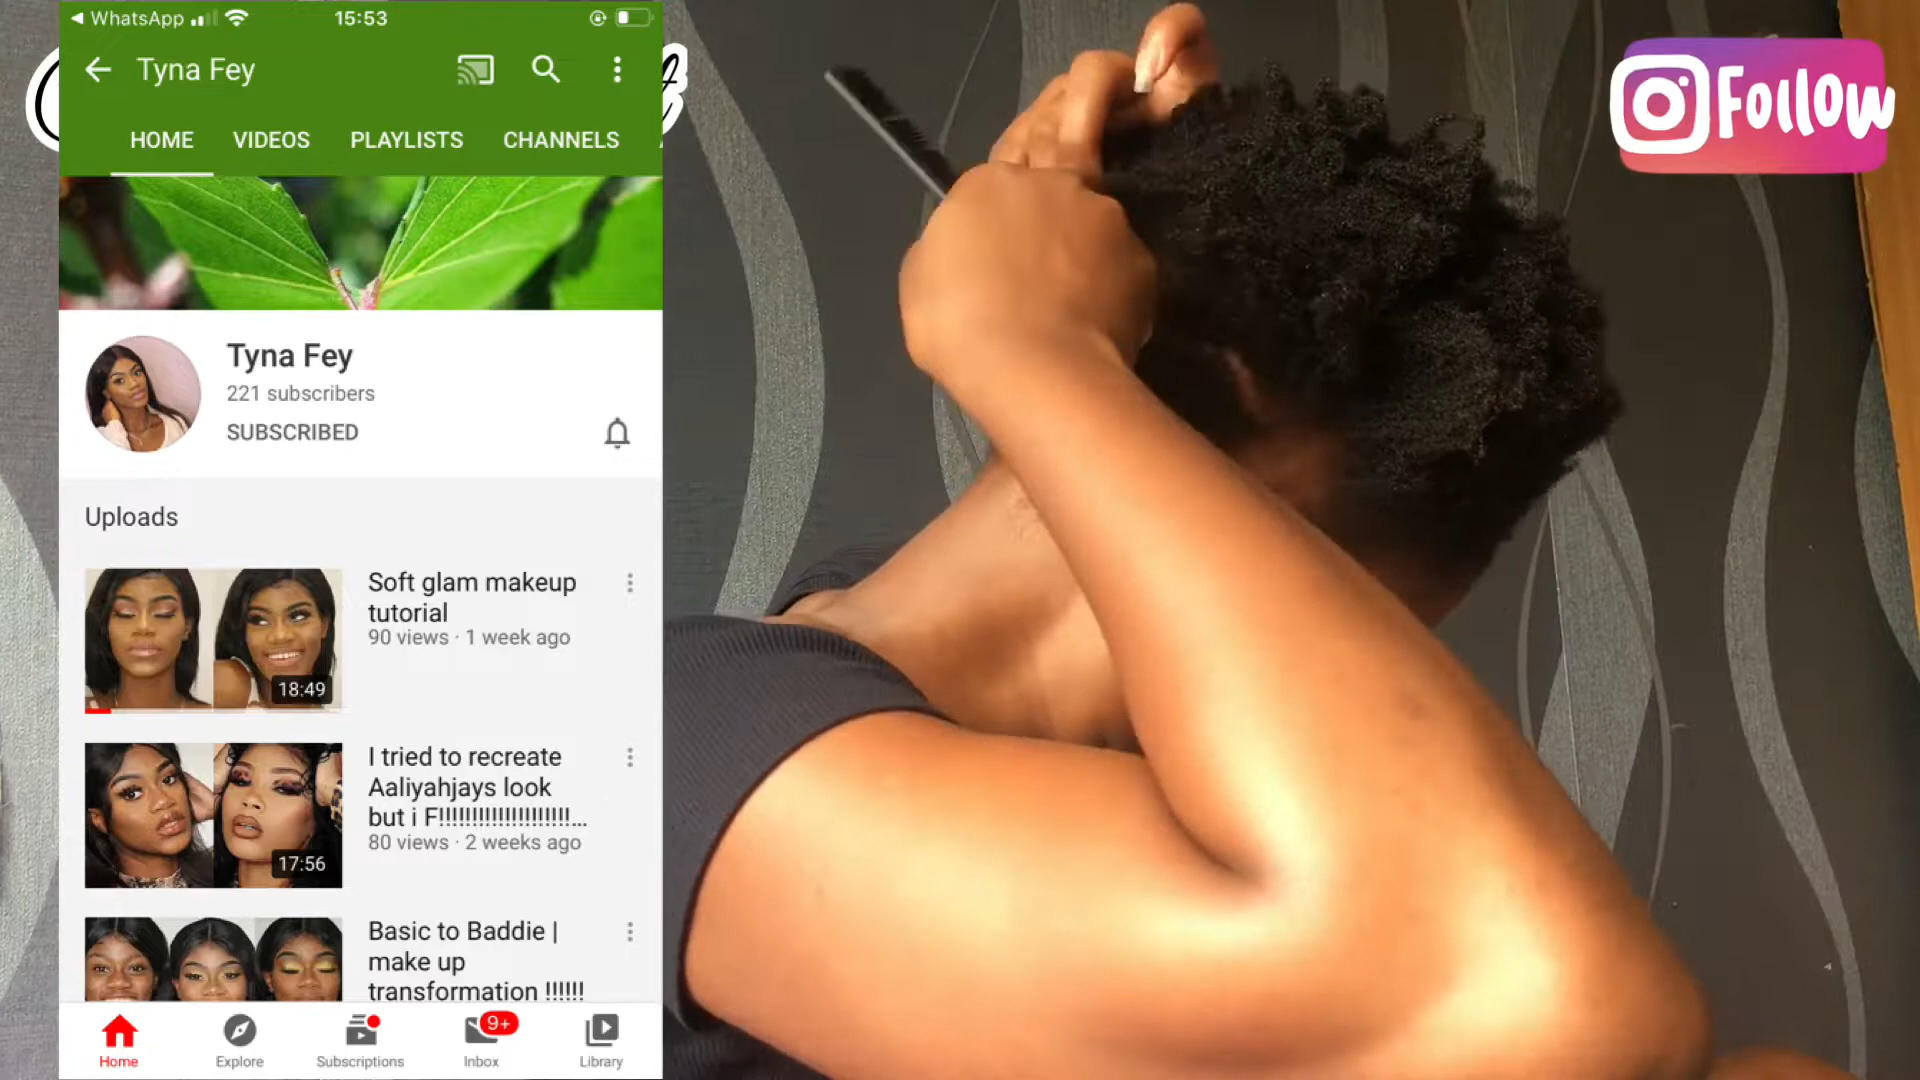 WhatsApp
15:53
Tyna Fey
HOME VIDEOS PLAYLISTS CHANNELS
Tyna Fey
221 subscribers
SUBSCRIBED
Uploads
Soft glam makeup
tutorial
90 views · 1 week ago
18:49
I tried to recreate
Aaliyahjays look
but i F!!!!!!!!!!!!!!!!!!!!...
80 views · 2 weeks ago
17:56
Basic to Baddie |
make up
transformation !!!!!!
9+
Home Explore Subscriptions Inbox Library
Follow